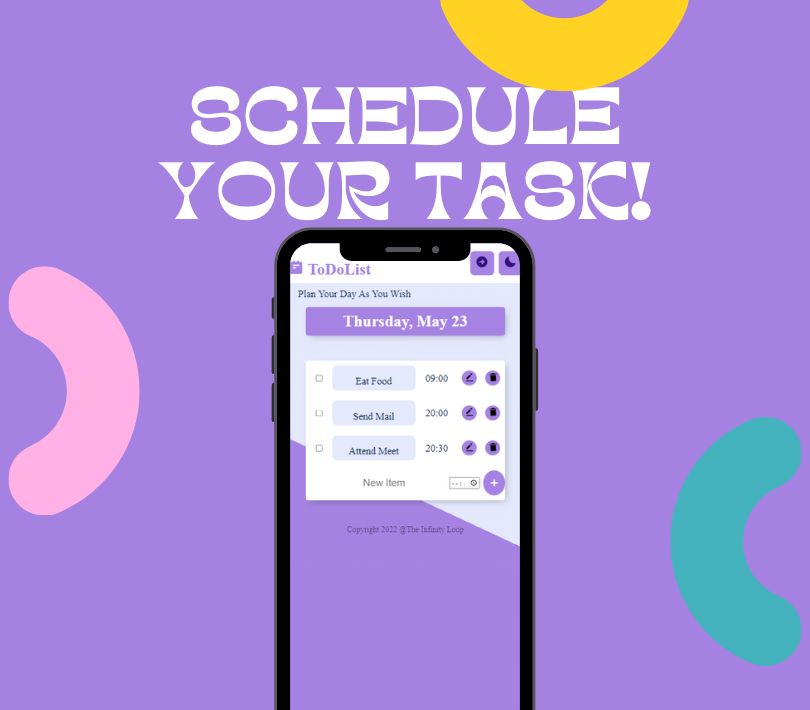 SCHEDULE
YOUR TASK!
ToDoList
Plan Your Day As You Wish
Thursday, May 23
Eat Food 09:00
Send Mail 20:00
Attend Meet 20:30
New Item --:-- +
Copyright 2022 @The Infinity Loop